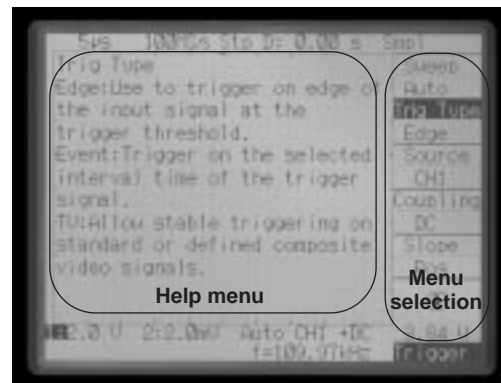 5µs 100MS/s Sto D: 0.00 s Smpl
Trig Type
Edge:Use to trigger on edge of
the input signal at the
trigger threshold.
Event:Trigger on the selected
interval time of the trigger
signal.
TV:Allow stable triggering on
standard or defined composite
video signals.
Help menu
Sweep
Auto
Trig Type
Edge
Source
CH1
Coupling
DC
Slope
Pos
Menu
selection
2.0 V 2:2.0mV Auto CH1 +DC
f=109.97kHz
Trigger